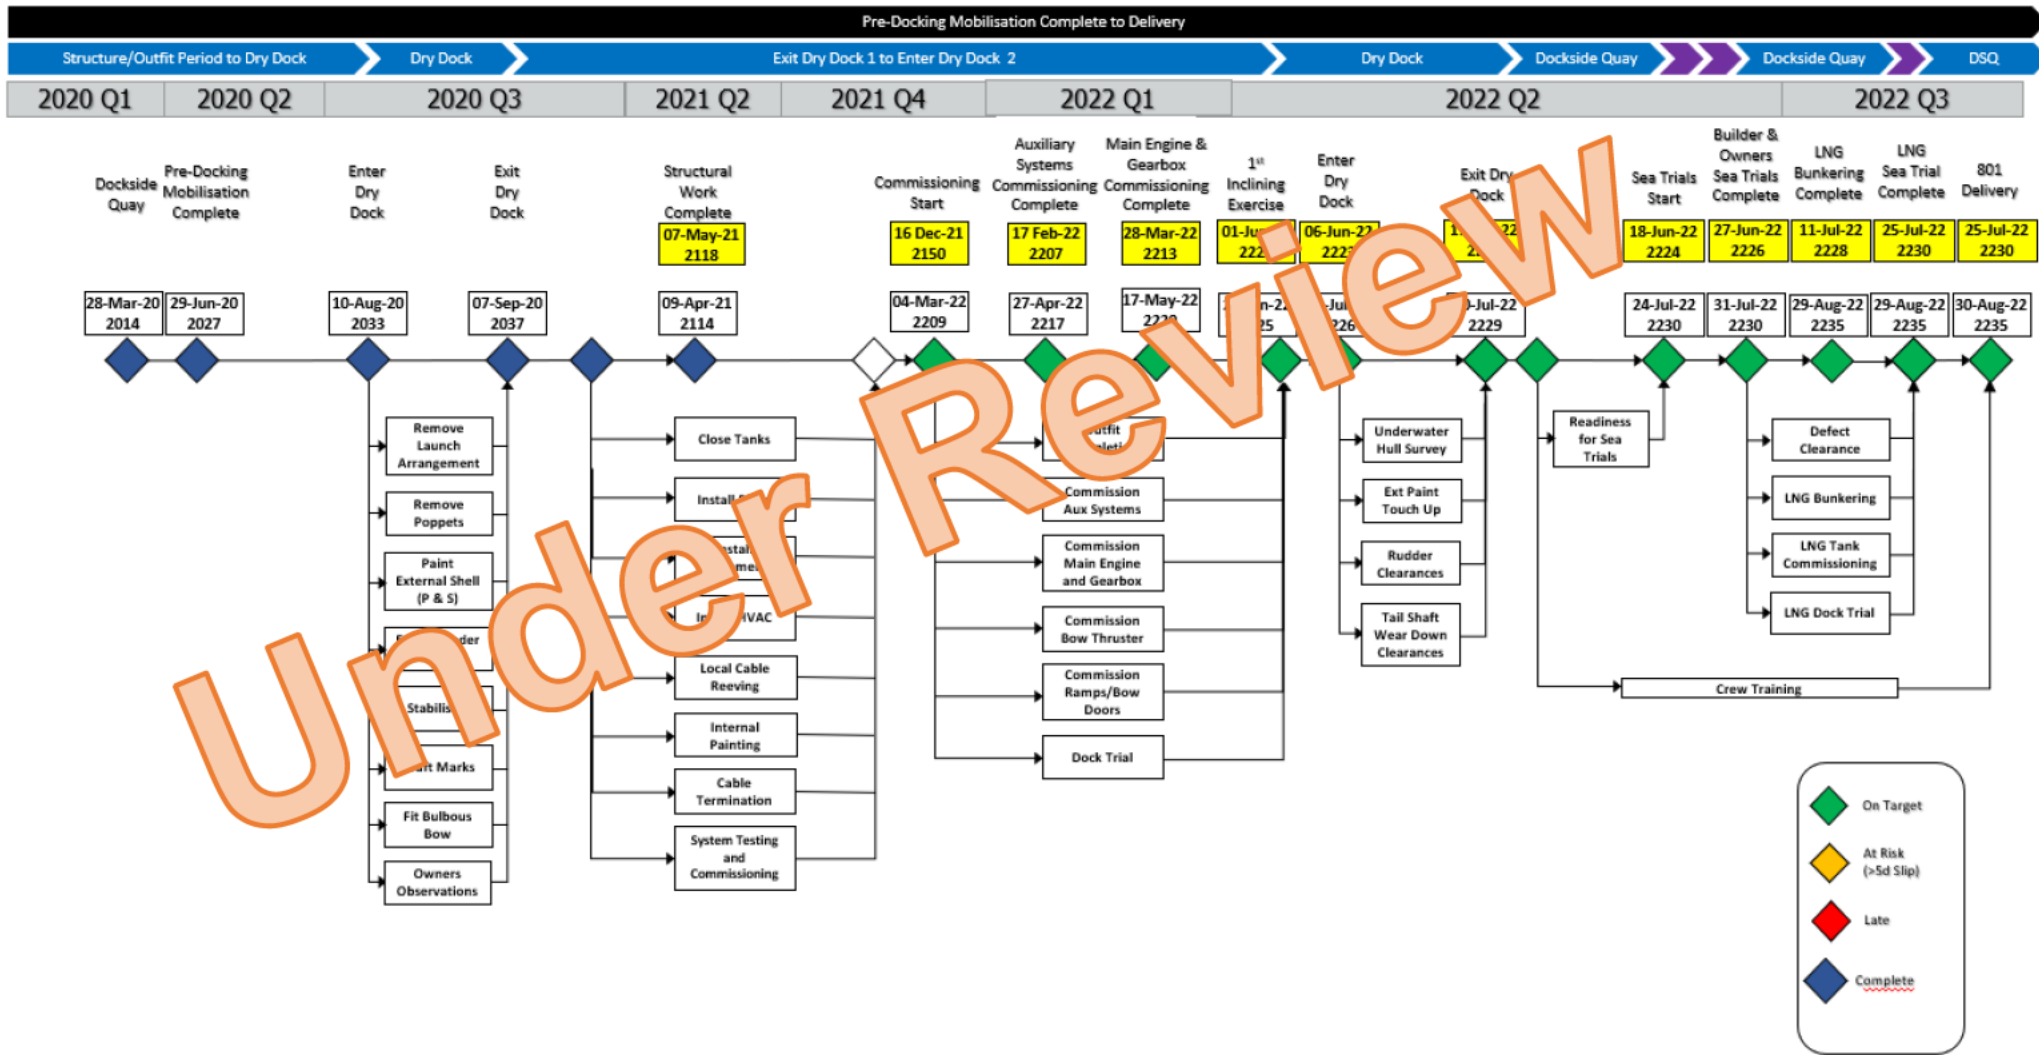 Pre-Docking Mobilisation Complete to Delivery
Structure/Outfit Period to Dry Dock
Dry Dock
Exit Dry Dock 1 to Enter Dry Dock 2
Dry Dock
Dockside Quay
Dockside Quay
DSQ
2020 Q1
2020 Q2
2020 Q3
2021 Q2
2021 Q4
2022 Q1
2022 Q2
2022 Q3
Dockside
Quay
Pre-Docking
Mobilisation
Complete
Enter
Dry
Dock
Exit
Dry
Dock
Structural
Work
Complete
Commissioning
Start
Auxiliary
Systems
Commissioning
Complete
Main Engine &
Gearbox
Commissioning
Complete
1st
Inclining
Exercise
Enter
Dry
Dock
Exit Dry
Dock
Sea Trials
Start
Builder &
Owners
Sea Trials
Complete
LNG
Bunkering
Complete
LNG
Sea Trial
Complete
801
Delivery
07-May-21
2118
16 Dec-21
2150
17 Feb-22
2207
28-Mar-22
2213
06-Jun-22
18-Jun-22
2224
27-Jun-22
2226
11-Jul-22
2228
25-Jul-22
2230
25-Jul-22
2230
28-Mar-20
2014
29-Jun-20
2027
10-Aug-20
2033
07-Sep-20
2037
09-Apr-21
2114
04-Mar-22
2209
27-Apr-22
2217
17-May-22
2229
24-Jul-22
2230
31-Jul-22
2230
29-Aug-22
2235
29-Aug-22
2235
30-Aug-22
2235
Remove
Launch
Arrangement
Remove
Poppets
Paint
External Shell
(P & S)
Marks
Fit Bulbous
Bow
Owners
Observations
Close Tanks
Install
HVAC
Local Cable
Reeving
Internal
Painting
Cable
Termination
System Testing
and
Commissioning
Commission
Aux Systems
Commission
Main Engine
and Gearbox
Commission
Bow Thruster
Commission
Ramps/Bow
Doors
Dock Trial
Underwater
Hull Survey
Ext Paint
Touch Up
Rudder
Clearances
Tail Shaft
Wear Down
Clearances
Readiness
for Sea
Trials
Defect
Clearance
LNG Bunkering
LNG Tank
Commissioning
LNG Dock Trial
Crew Training
On Target
At Risk
(>5d Slip)
Late
Complete
Under Review